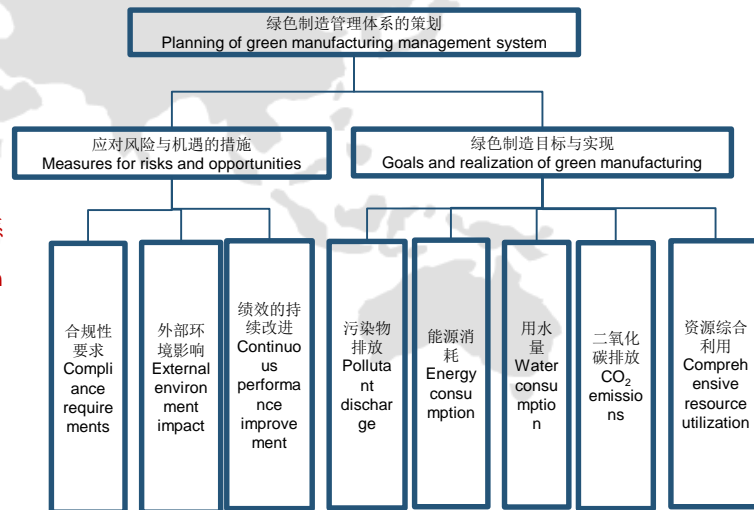 绿色制造管理体系的策划
Planning of green manufacturing management system
应对风险与机遇的措施
Measures for risks and opportunities
绿色制造目标与实现
Goals and realization of green manufacturing
合规性
要求
Compli
ance
require
ments
外部环
境影响
External
environ
ment
impact
绩效的持
续改进
Continuo
us
performa
nce
improve
ment
污染物
排放
Polluta
nt
dischar
ge
能源消
耗
Energy
consu
mption
用水
量
Water
consu
mptio
n
二氧化
碳排放
CO₂
emissio
ns
资源综合
利用
Compreh
ensive
resource
utilization